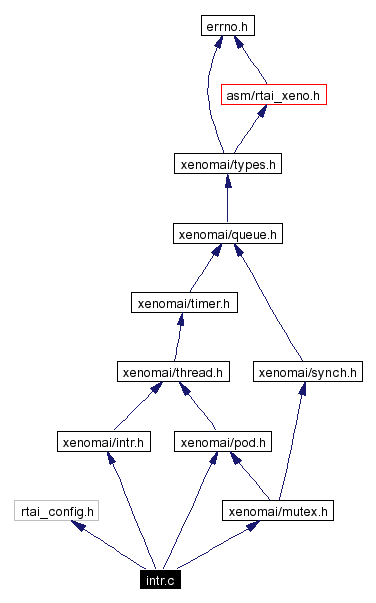 errno.h
asm/rtai_xeno.h
xenomai/types.h
xenomai/queue.h
xenomai/timer.h
xenomai/thread.h
xenomai/synch.h
xenomai/intr.h
xenomai/pod.h
rtai_config.h
xenomai/mutex.h
intr.c